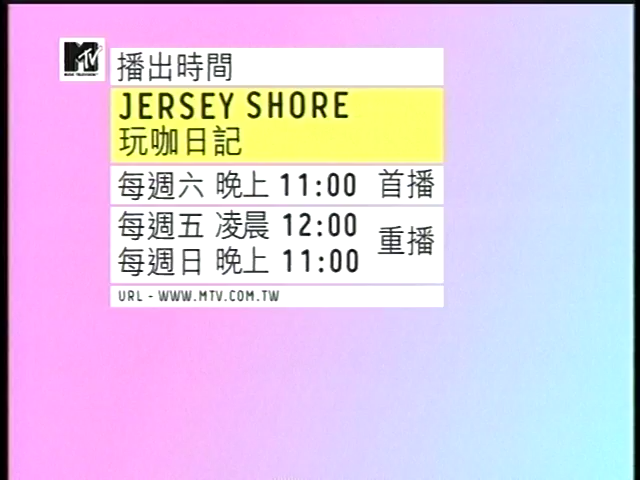 MTV
播出時間
JERSEY SHORE
玩咖日記
每週六 晚上 11:00 首播
每週五 凌晨 12:00
每週日 晚上 11:00
重播
URL - WWW.MTV.COM.TW